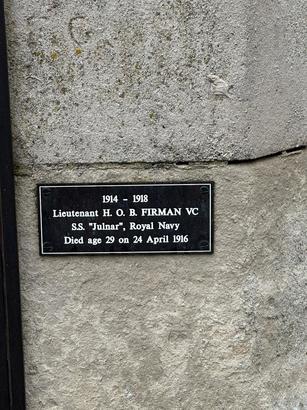 1914 - 1918
Lieutenant H. O. B. FIRMAN VC
S.S. "Julnar", Royal Navy
Died age 29 on 24 April 1916